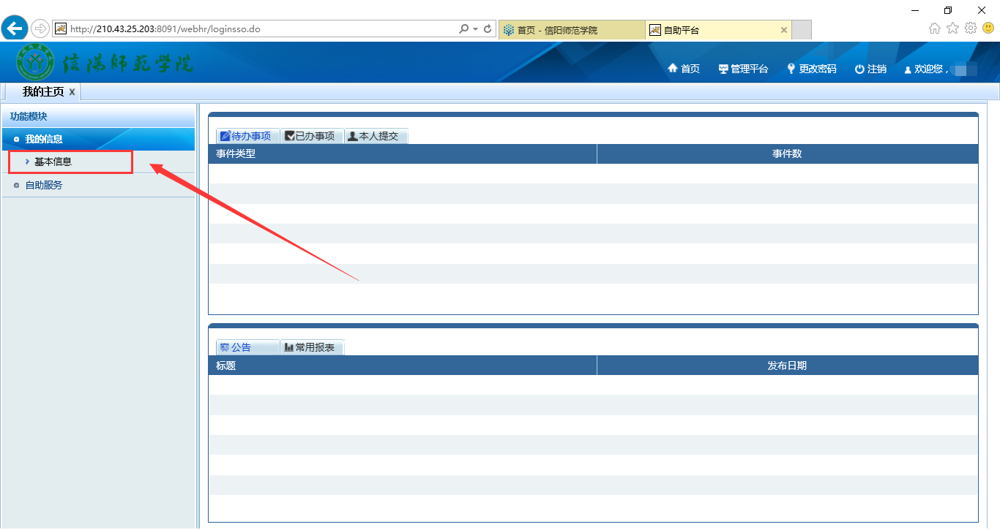 http://210.43.25.203:8091/webhr/loginsso.do
首页 - 信阳师范学院
自助平台
信陽師范学院
首页
管理平台
更改密码
注销
欢迎您，
我的主页 x
功能模块
我的信息
基本信息
自助服务
待办事项
已办事项
本人提交
事件类型
事件数
公告
常用报表
标题
发布日期